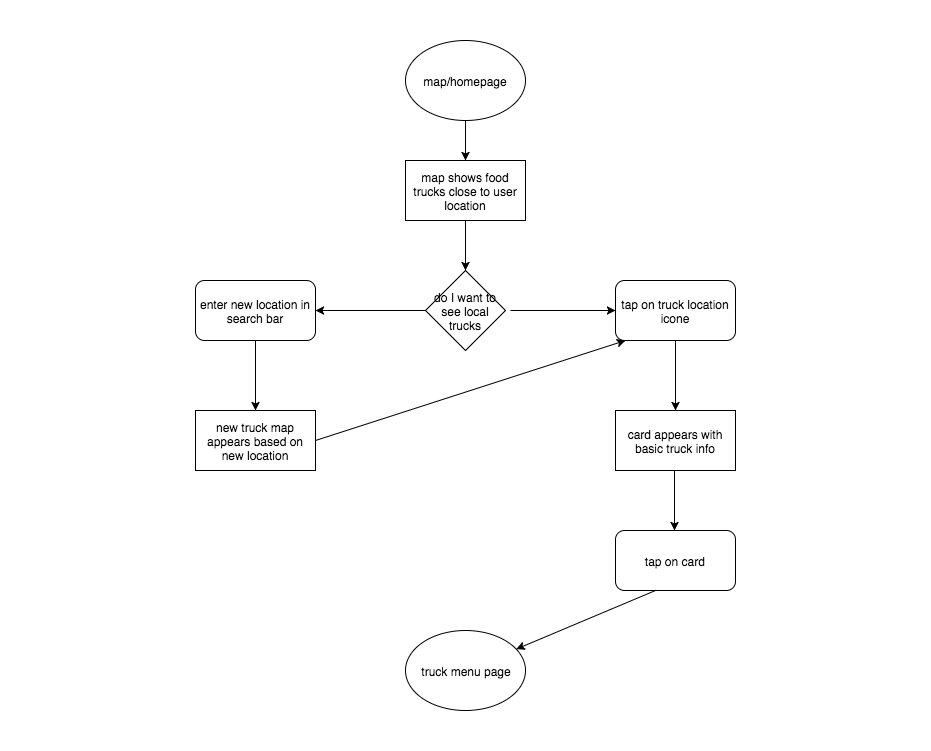 map/homepage
map shows food
trucks close to user
location
do I want to
see local
trucks
enter new location in
search bar
tap on truck location
icone
new truck map
appears based on
new location
card appears with
basic truck info
tap on card
truck menu page